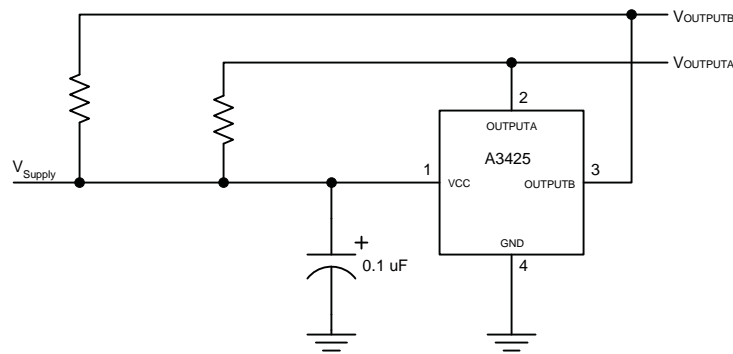 VOUTPUTB
VOUTPUTA
2
OUTPUTA
A3425
VSupply
1
3
VCC
OUTPUTB
GND
+
0.1 uF
4